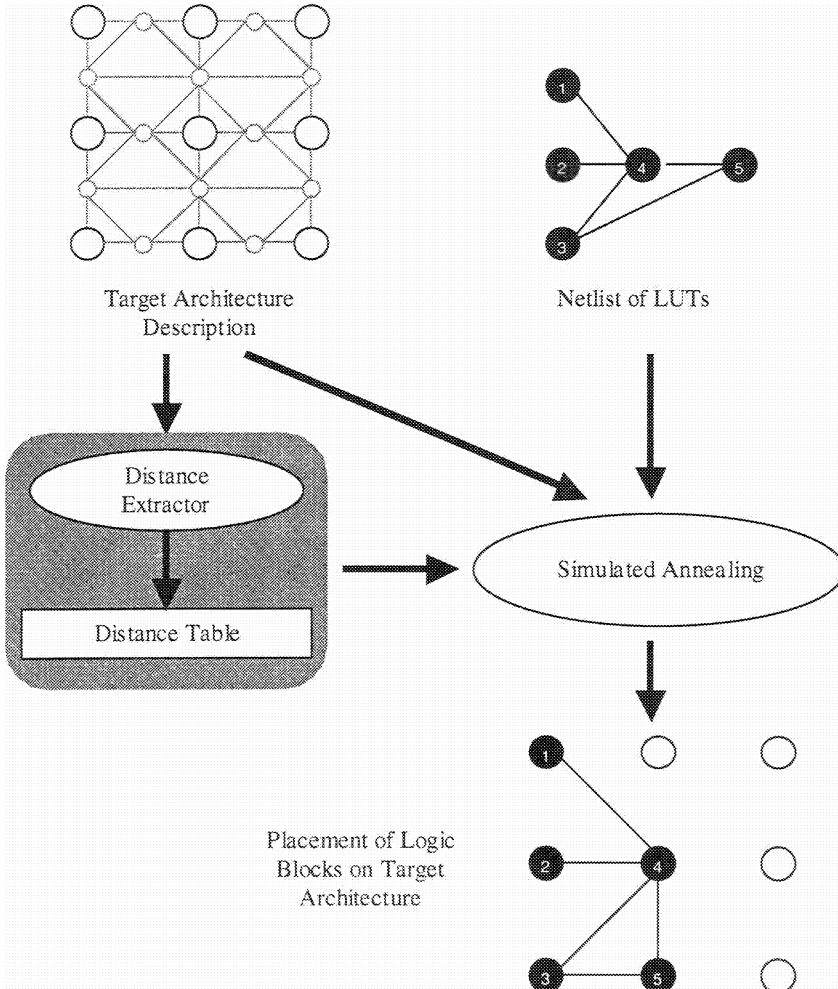 1
2
4
5
3
Target Architecture
Description
Netlist of LUTs
Distance
Extractor
Distance Table
Simulated Annealing
1
Placement of Logic
Blocks on Target
Architecture
2
4
3
5